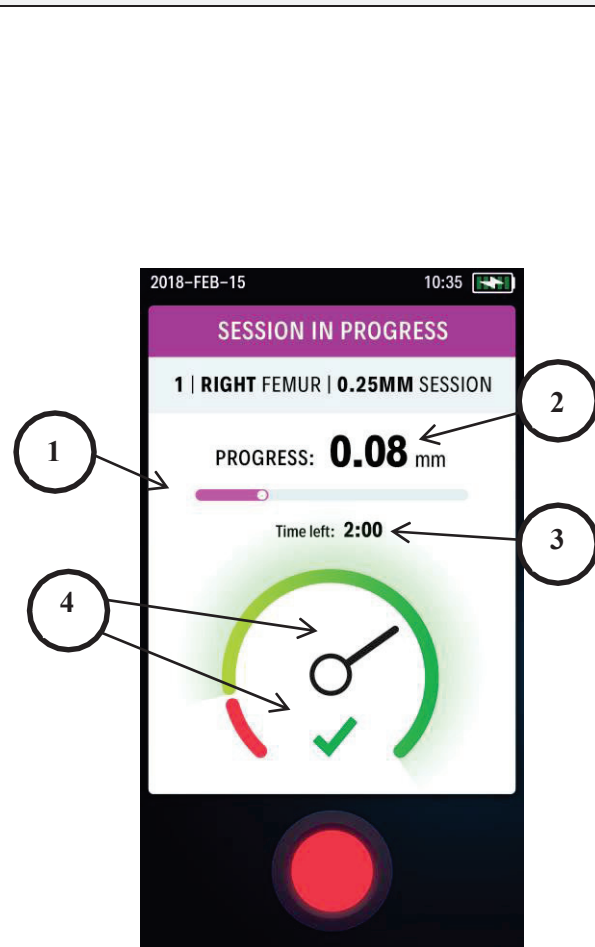 2018-FEB-15 10:35
SESSION IN PROGRESS
1 | RIGHT FEMUR | 0.25MM SESSION
2
PROGRESS: 0.08 mm
1
Time left: 2:00
3
4